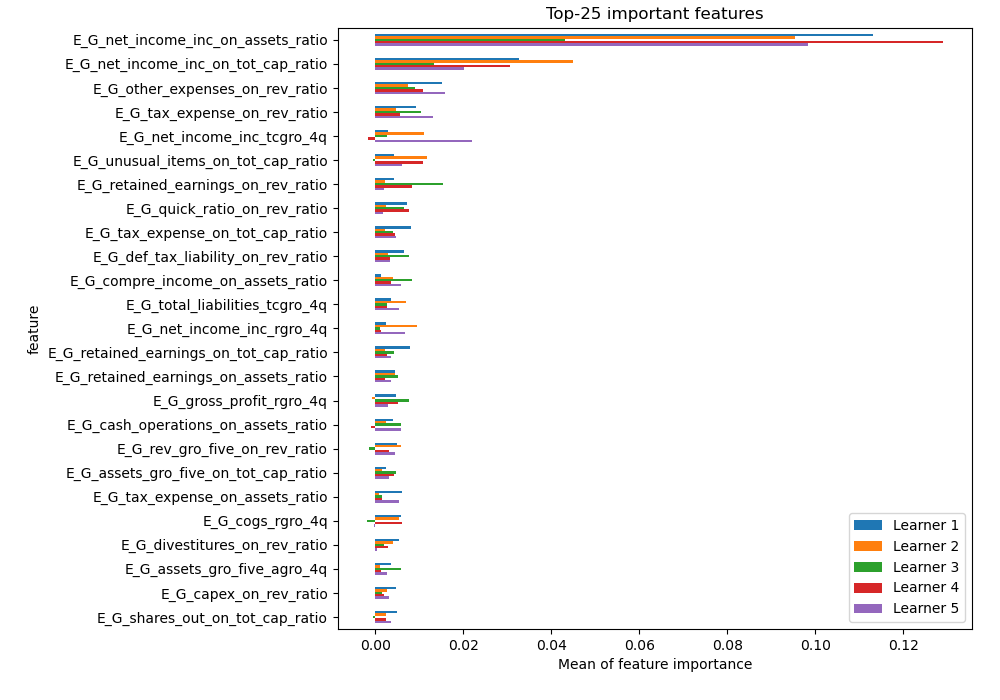 Top-25 important features
E_G_net_income_inc_on_assets_ratio
E_G_net_income_inc_on_tot_cap_ratio
E_G_other_expenses_on_rev_ratio
E_G_tax_expense_on_rev_ratio
E_G_net_income_inc_tcgro_4q
E_G_unusual_items_on_tot_cap_ratio
E_G_retained_earnings_on_rev_ratio
E_G_quick_ratio_on_rev_ratio
E_G_tax_expense_on_tot_cap_ratio
E_G_def_tax_liability_on_rev_ratio
E_G_compre_income_on_assets_ratio
E_G_total_liabilities_tcgro_4q
E_G_net_income_inc_rgro_4q
E_G_retained_earnings_on_tot_cap_ratio
E_G_retained_earnings_on_assets_ratio
E_G_gross_profit_rgro_4q
E_G_cash_operations_on_assets_ratio
E_G_rev_gro_five_on_rev_ratio
E_G_assets_gro_five_on_tot_cap_ratio
E_G_tax_expense_on_assets_ratio
E_G_cogs_rgro_4q
E_G_divestitures_on_rev_ratio
E_G_assets_gro_five_agro_4q
E_G_capex_on_rev_ratio
E_G_shares_out_on_tot_cap_ratio
feature
Learner 1
Learner 2
Learner 3
Learner 4
Learner 5
0.00 0.02 0.04 0.06 0.08 0.10 0.12
Mean of feature importance